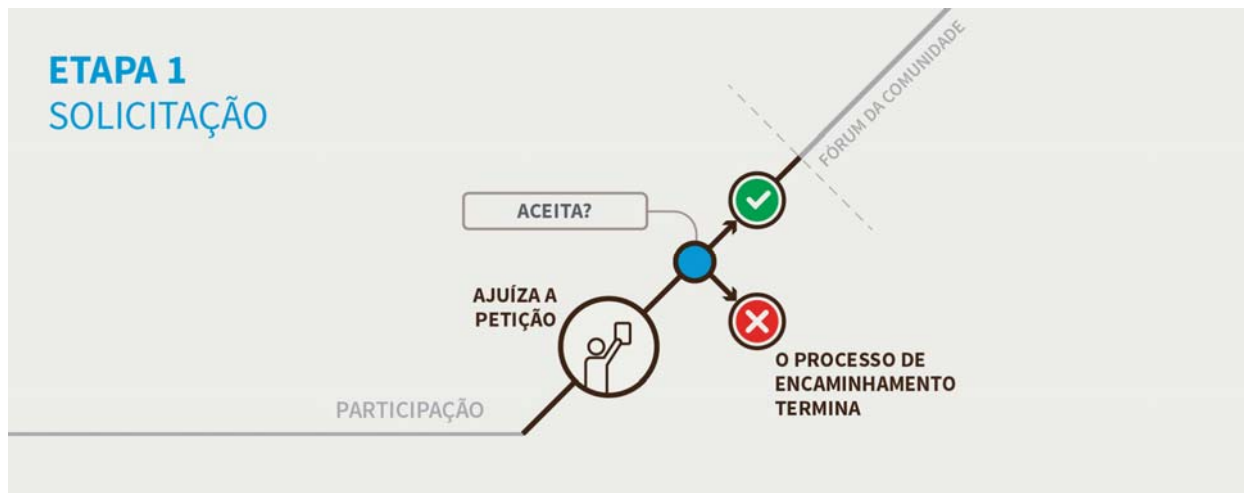 ETAPA 1
SOLICITAÇÃO
FÓRUM DA COMUNIDADE
ACEITA?
AJUÍZA A
PETIÇÃO
O PROCESSO DE
ENCAMINHAMENTO
TERMINA
PARTICIPAÇÃO